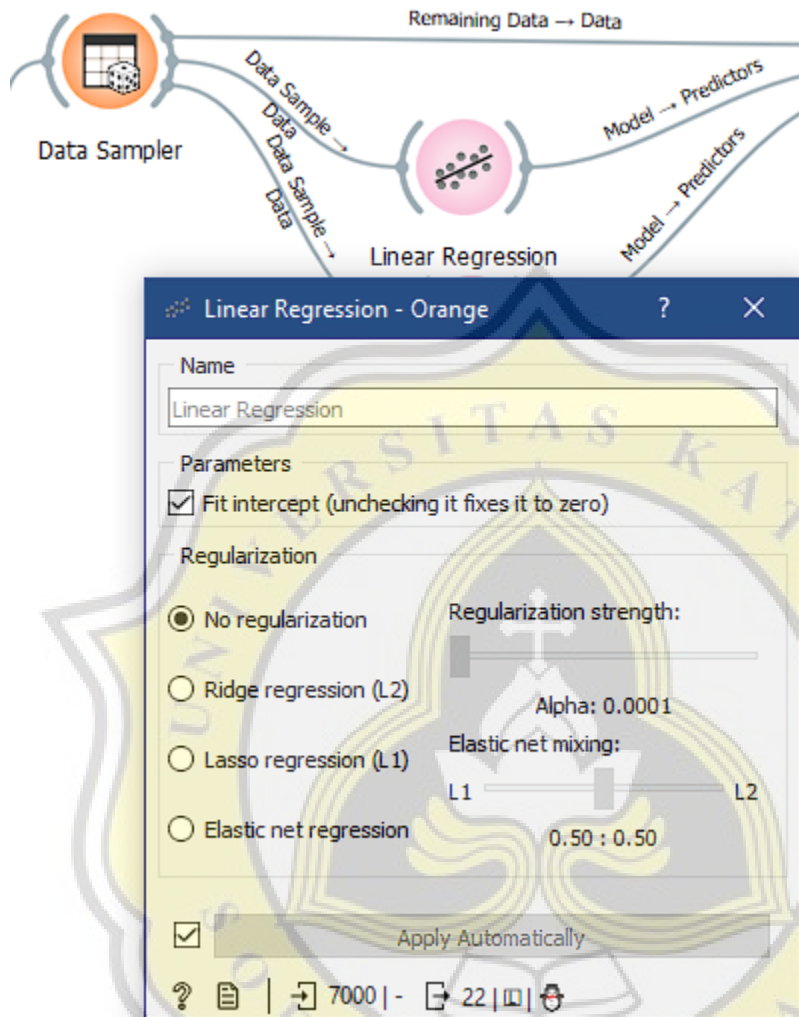 Remaining Data → Data
Data Sample →
Data
Data Sample →
Data
Model → Predictors
Model → Predictors
Data Sampler
Linear Regression
Linear Regression - Orange
Name
Linear Regression
Parameters
Fit intercept (unchecking it fixes it to zero)
Regularization
No regularization
Regularization strength:
Ridge regression (L2)
Alpha: 0.0001
Elastic net mixing:
Lasso regression (L1)
L1
L2
Elastic net regression
0.50 : 0.50
Apply Automatically
? 7000 | - 22 | L |
UNIVERSITAS KAT
SO